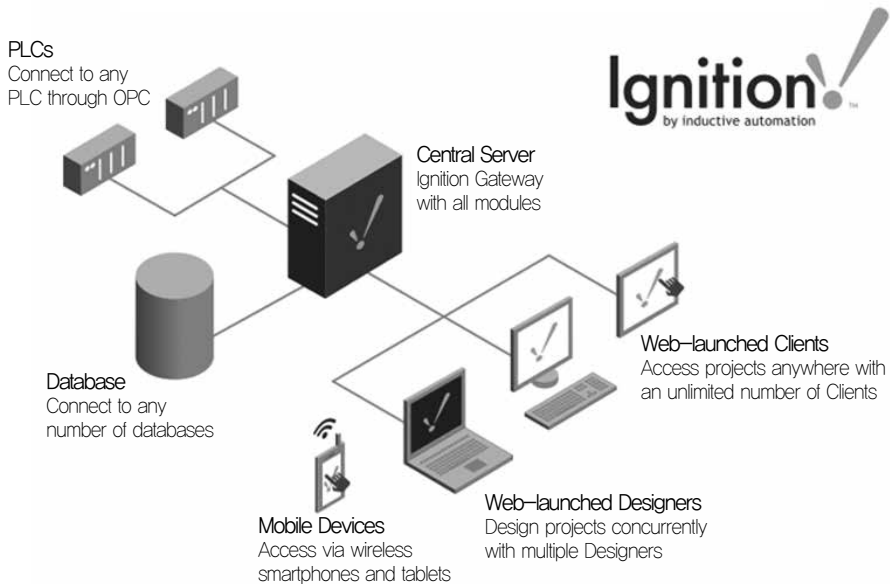 PLCs
Connect to any
PLC through OPC
Ignition!
by inductive automation
TM
Central Server
Ignition Gateway
with all modules
Database
Connect to any
number of databases
Web-launched Clients
Access projects anywhere with
an unlimited number of Clients
Mobile Devices
Access via wireless
smartphones and tablets
Web-launched Designers
Design projects concurrently
with multiple Designers